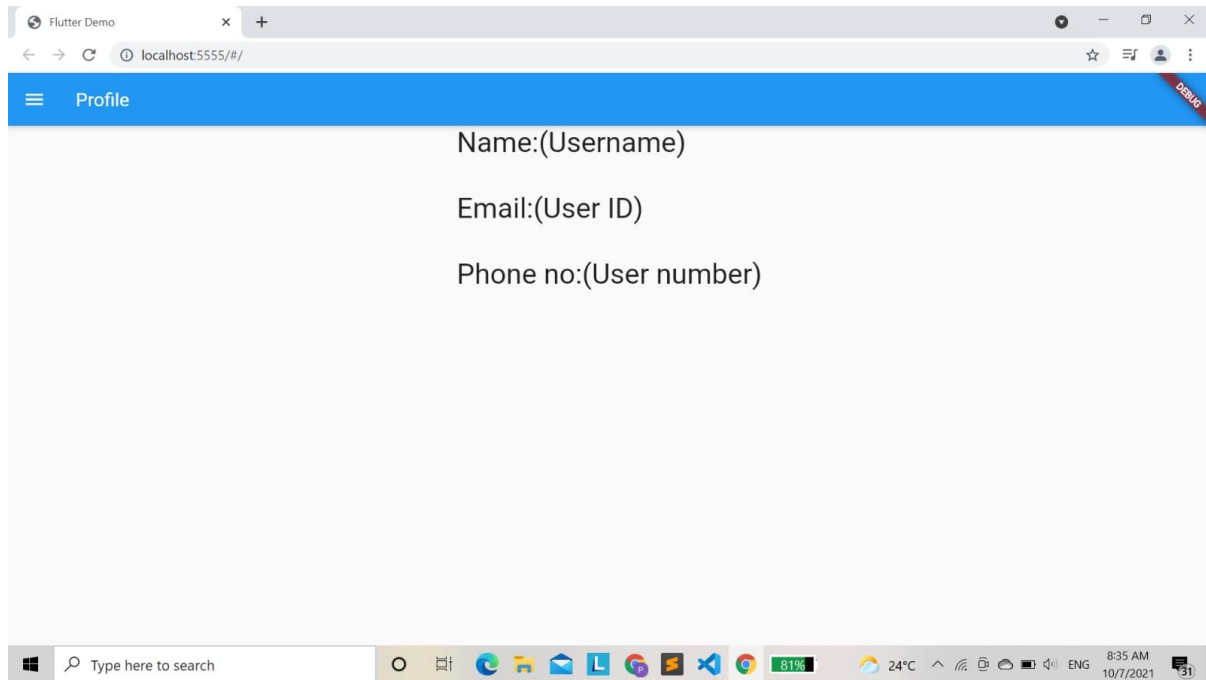 Flutter Demo
localhost:5555/#/
Profile
DEBUG
Name:(Username)
Email:(User ID)
Phone no:(User number)
Type here to search
L
G
P
S
81%
24°C
ENG
8:35 AM
10/7/2021
31